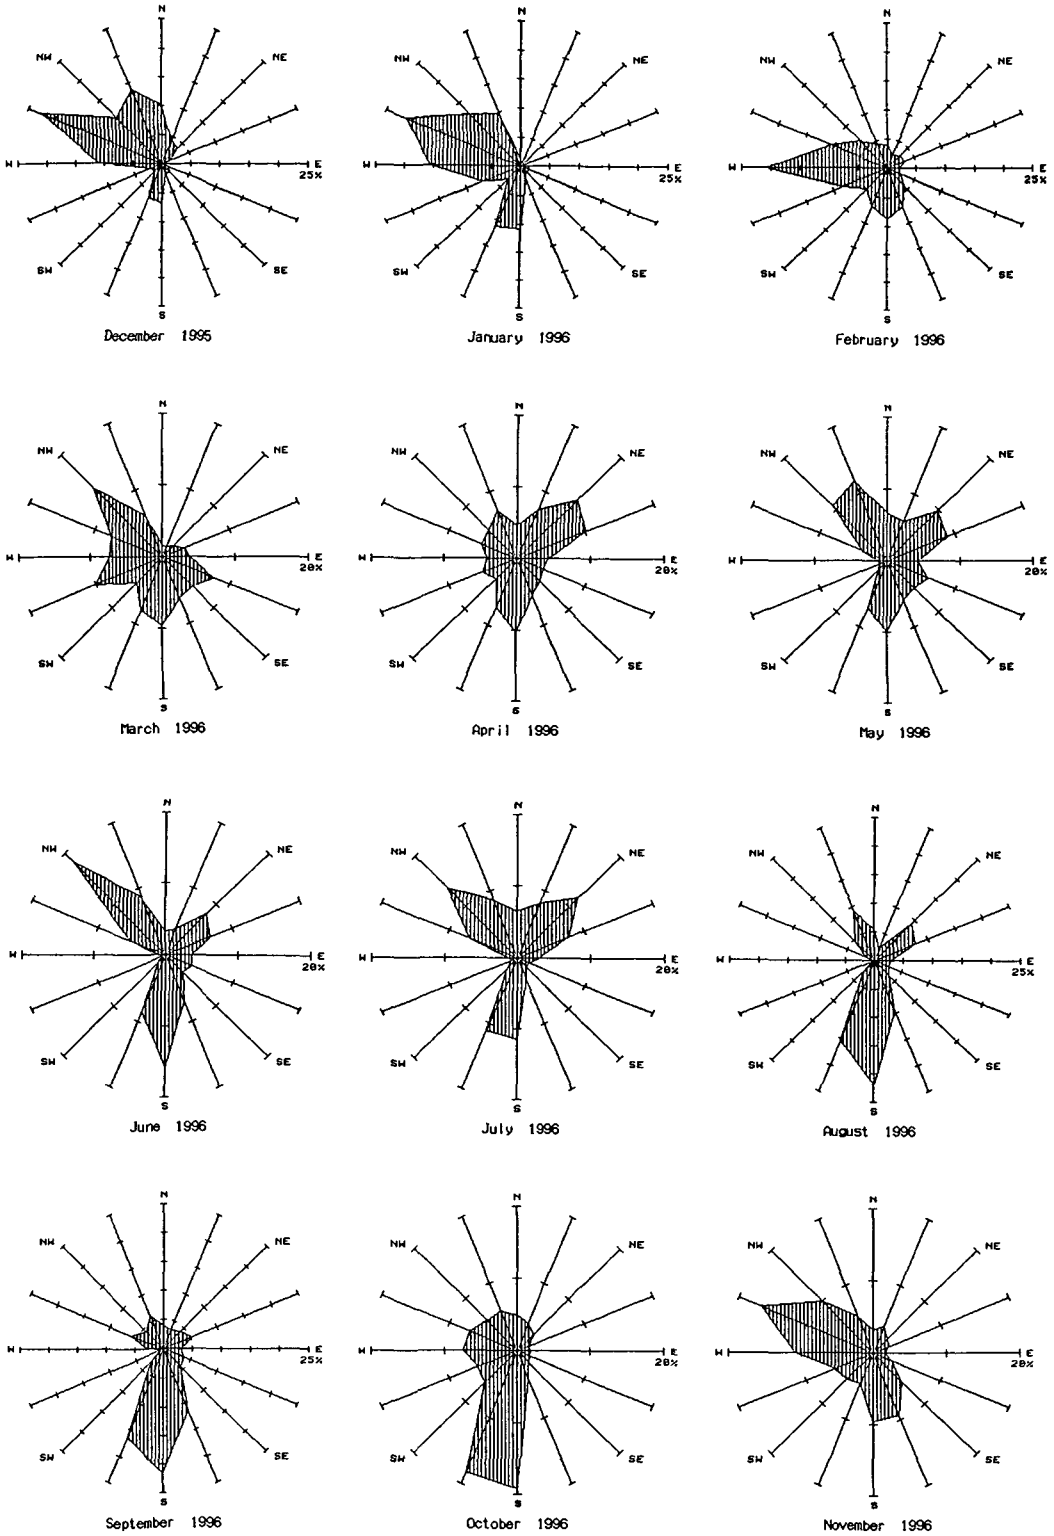 N
NW
NE
W
E
25%
SW
SE
S
December 1995
N
NW
NE
W
E
25%
SW
SE
S
January 1996
N
NW
NE
W
E
25%
SW
SE
S
February 1996
N
NW
NE
W
E
20%
SW
SE
S
March 1996
N
NW
NE
W
E
20%
SW
SE
S
April 1996
N
NW
NE
W
E
20%
SW
SE
S
May 1996
N
NW
NE
W
E
20%
SW
SE
S
June 1996
N
NW
NE
W
E
20%
SW
SE
S
July 1996
N
NW
NE
W
E
25%
SW
SE
S
August 1996
N
NW
NE
W
E
25%
SW
SE
S
September 1996
N
NW
NE
W
E
20%
SW
SE
S
October 1996
N
NW
NE
W
E
20%
SW
SE
S
November 1996